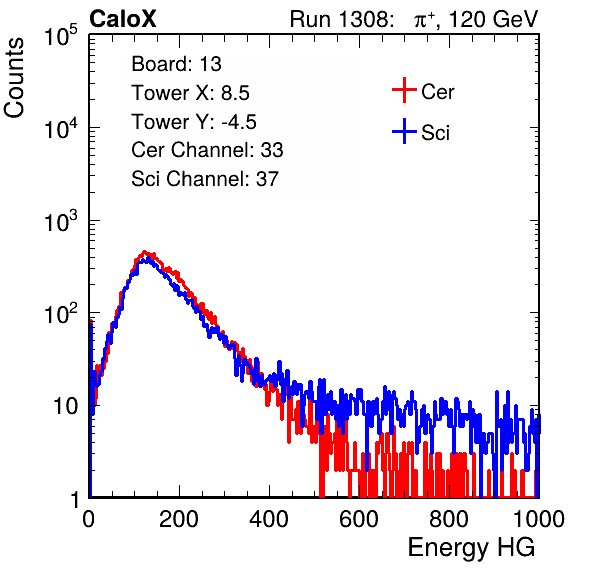 CaloX Run 1308: π⁺, 120 GeV
Board: 13
Tower X: 8.5
Tower Y: -4.5
Cer Channel: 33
Sci Channel: 37
Cer
Sci
Counts
10⁵
10⁴
10³
10²
10
1
0 200 400 600 800 1000
Energy HG